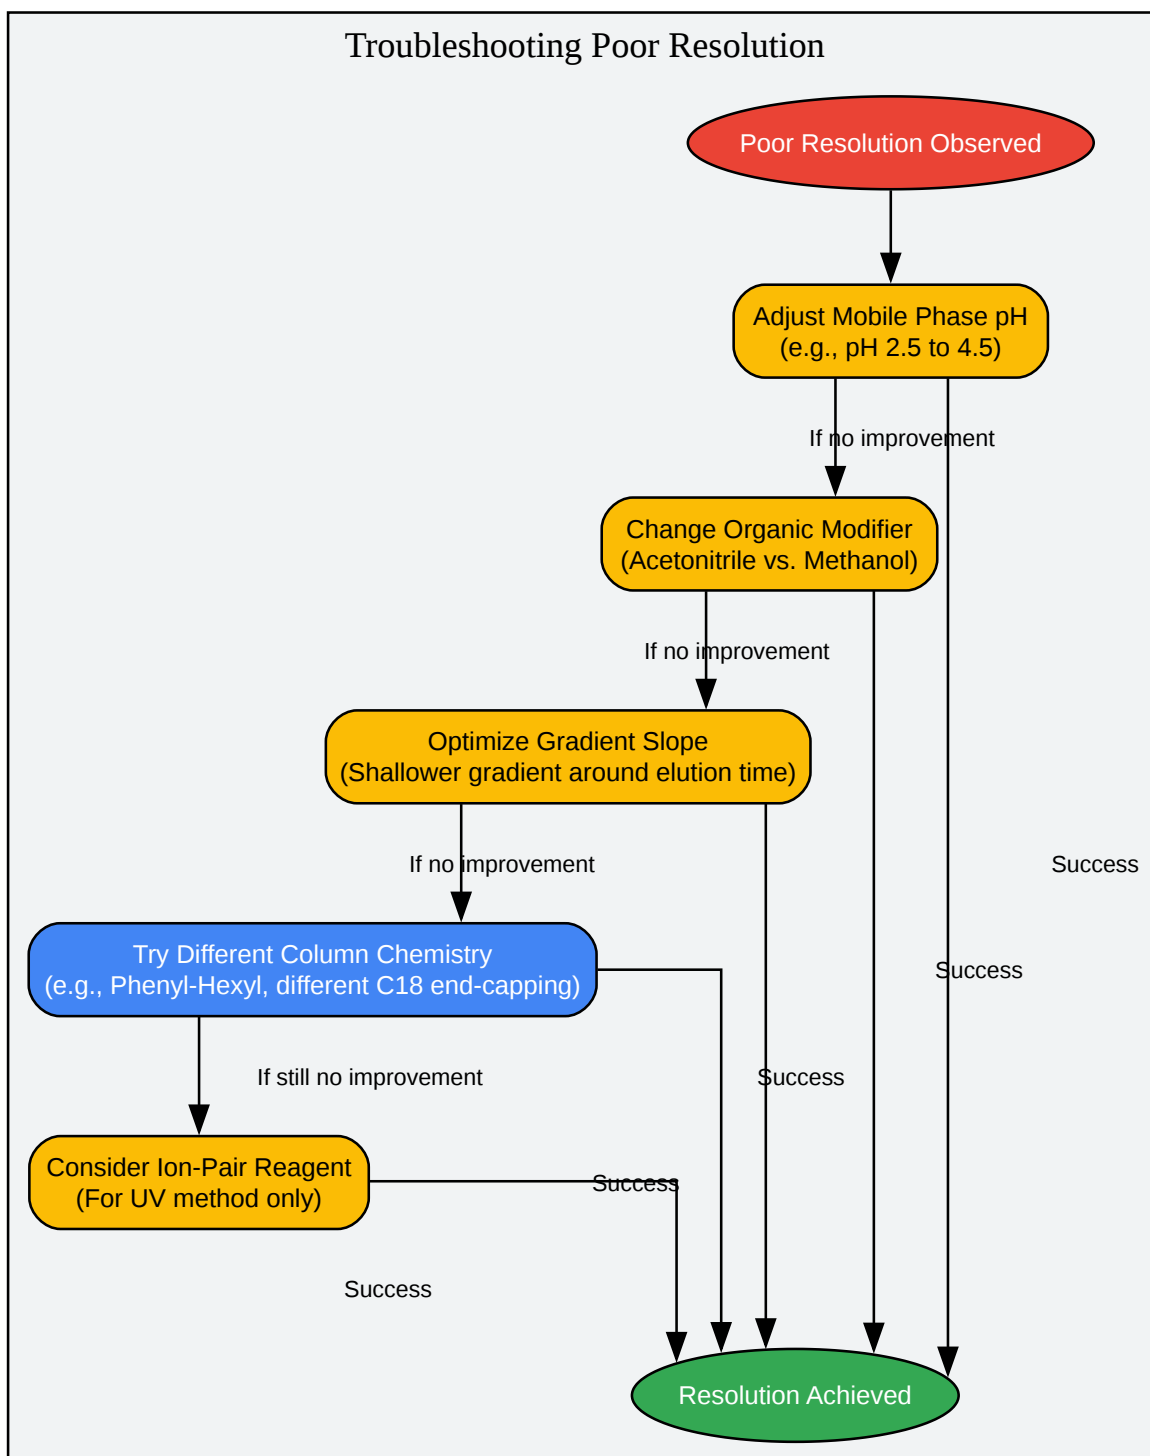 Troubleshooting Poor Resolution
Poor Resolution Observed
Adjust Mobile Phase pH
(e.g., pH 2.5 to 4.5)
If no improvement
Change Organic Modifier
(Acetonitrile vs. Methanol)
If no improvement
Optimize Gradient Slope
(Shallower gradient around elution time)
If no improvement
Success
Try Different Column Chemistry
(e.g., Phenyl-Hexyl, different C18 end-capping)
Success
If still no improvement
Success
Consider Ion-Pair Reagent
(For UV method only)
Success
Success
Resolution Achieved